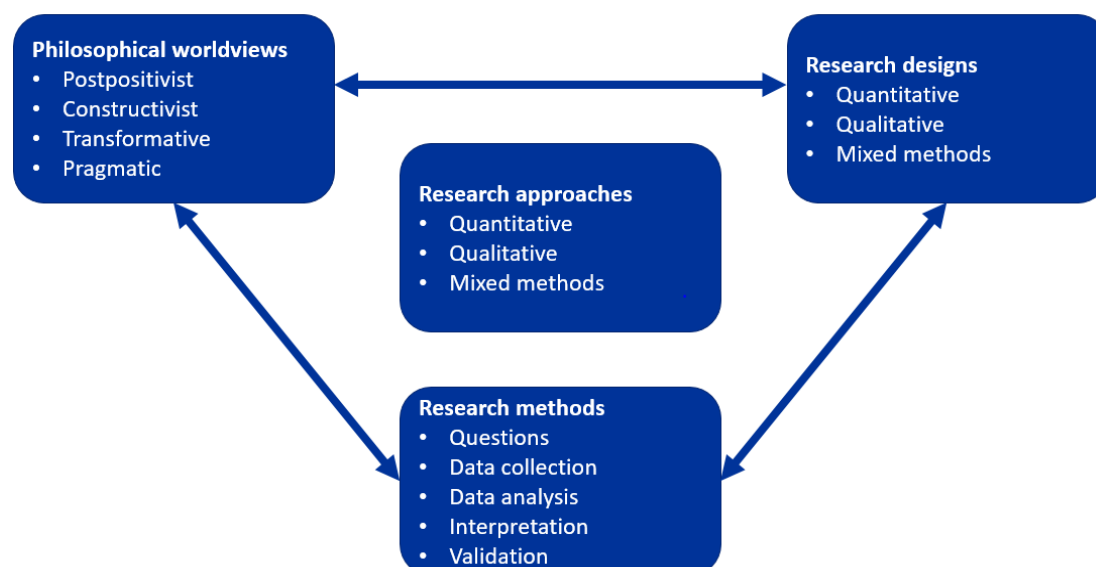 Philosophical worldviews
• Postpositivist
• Constructivist
• Transformative
• Pragmatic
Research designs
• Quantitative
• Qualitative
• Mixed methods
Research approaches
• Quantitative
• Qualitative
• Mixed methods
Research methods
• Questions
• Data collection
• Data analysis
• Interpretation
• Validation